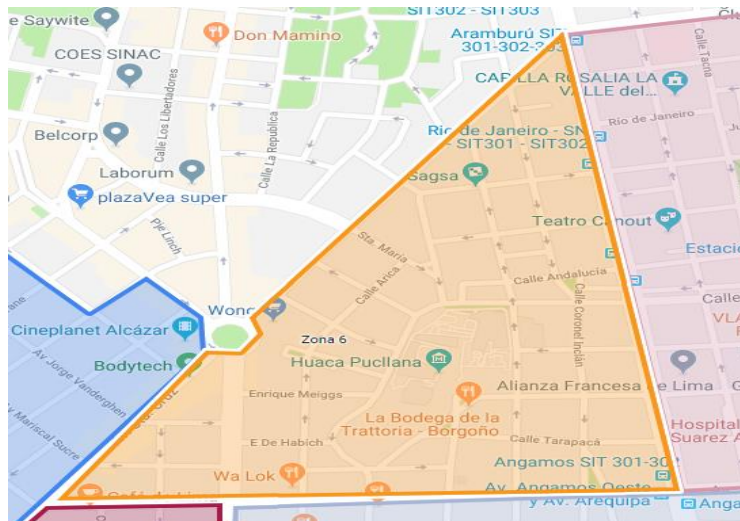 SIT302 - SIT303
e Saywite
Don Mamino
Aramburú SIT
301-302-303
COES SINAC
Calle Los Libertadores
Calle La República
Calle Tacna
CAPILLA ROSALIA LA
VALLE del...
Río de Janeiro
Belcorp
Río de Janeiro - SN
- SIT301 - SIT302
Laborum
Sagsa
plazaVea super
Pje Linch
Sta. María
Teatro Canout
Estació
Calle Arica
Calle Andalucía
Calle
Wong
Calle Coronel Inclán
Cineplanet Alcázar
Zona 6
Bodytech
Huaca Pucllana
Av Jorge Vanderghen
Alianza Francesa de Lima
Enrique Meiggs
Av Mariscal Sucre
La Bodega de la
Trattoria - Borgoño
Hospital
Suarez A
E De Habich
Calle Tarapacá
Wa Lok
Angamos SIT 301-30
Av. Angamos Oeste
y Av. Arequipa
Anga